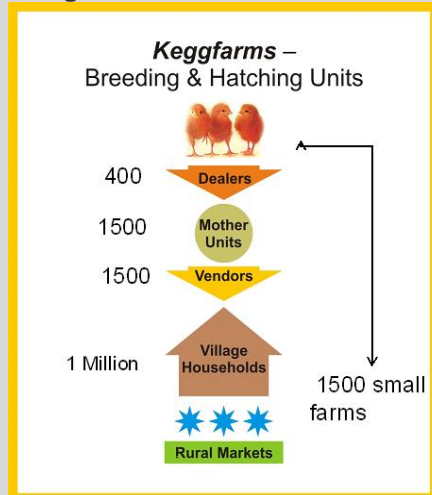 Keggfarms –
Breeding & Hatching Units
400
Dealers
1500
Mother
Units
1500
Vendors
1 Million
Village
Households
1500 small
farms
Rural Markets